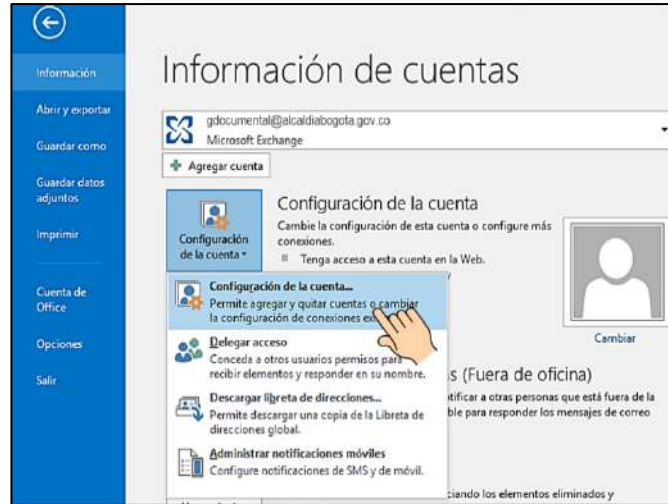 Información
Abrir y exportar
Guardar como
Guardar datos
adjuntos
Imprimir
Cuenta de
Office
Opciones
Salir
Información de cuentas
gdocumental@alcaldiabogota.gov.co
Microsoft Exchange
Agregar cuenta
Configuración
de la cuenta
Configuración de la cuenta
Cambie la configuración de esta cuenta o configure más
conexiones.
Tenga acceso a esta cuenta en la Web.
Cambiar
Configuración de la cuenta...
Permite agregar y quitar cuentas o cambiar
la configuración de conexiones
Delegar acceso
Conceda a otros usuarios permisos para
recibir elementos y responder en su nombre.
Descargar libreta de direcciones...
Permite descargar una copia de la Libreta de
direcciones global.
Administrar notificaciones móviles
Configure notificaciones de SMS y de móvil.
(Fuera de oficina)
a otras personas que está fuera de la
para responder los mensajes de correo
los elementos eliminados y